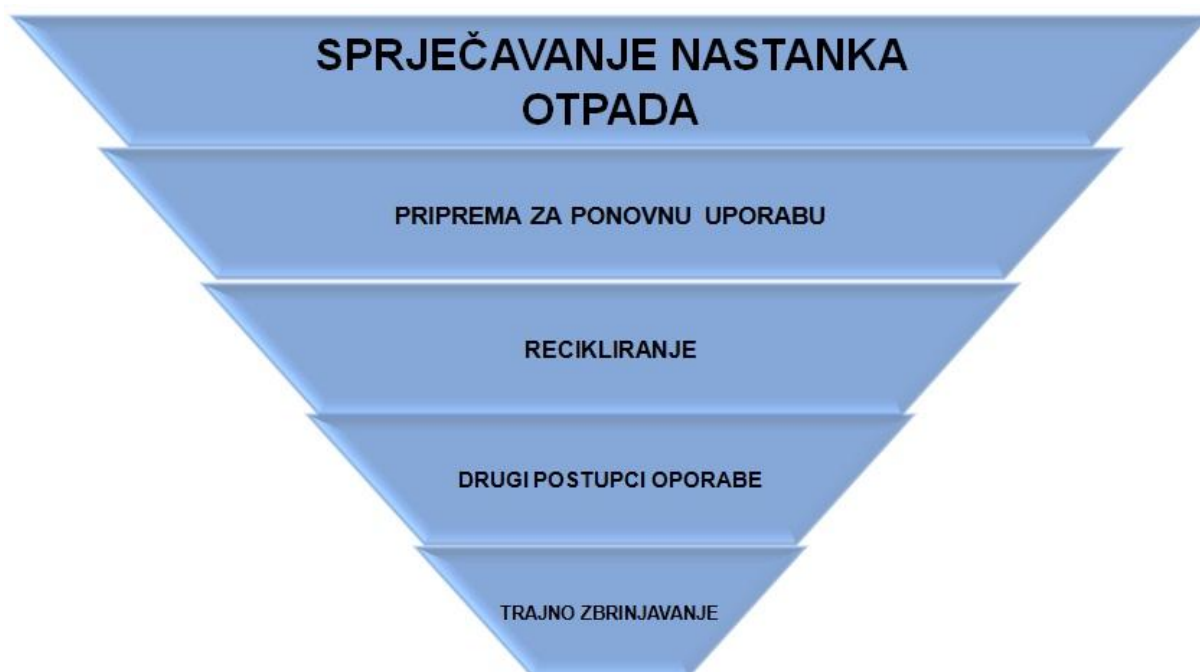 SPRJEČAVANJE NASTANKA
OTPADA
PRIPREMA ZA PONOVNU UPORABU
RECIKLIRANJE
DRUGI POSTUPCI OPORABE
TRAJNO ZBRINJAVANJE